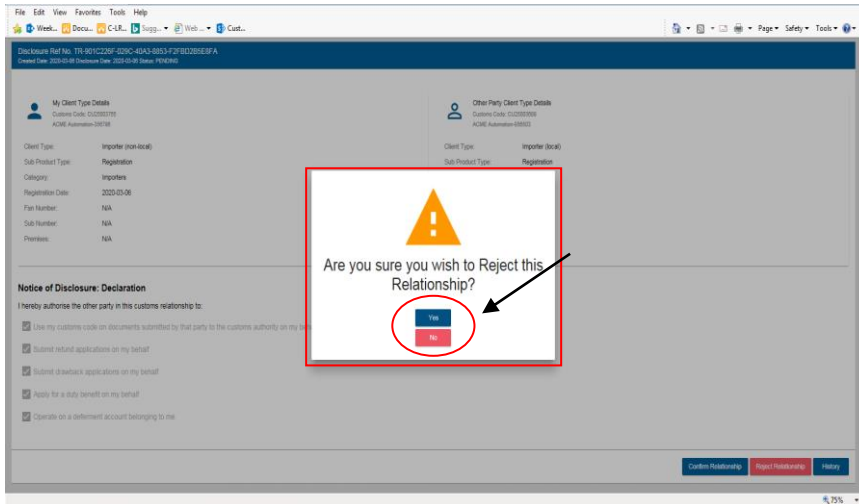 File Edit View Favorites Tools Help
Week... Docu... C-LR... Sugg... Web ... Cust...
Page Safety Tools
Disclosure Ref No. TR-901C226F-029C-40A3-8853-F2FBD2B5E8FA
Created Date: 2020-03-06 Disclosure Date: 2020-03-06 Status: PENDING
My Client Type Details
Customs Code:
ACME Automation-
Client Type: Importer (non-local)
Sub Product Type: Registration
Category: Importers
Registration Date: 2020-03-06
Fan Number: N/A
Sub Number: N/A
Premises: N/A
Other Party Client Type Details
Customs Code:
ACME Automation-
Client Type: Importer (local)
Sub Product Type: Registration
Are you sure you wish to Reject this
Relationship?
Yes
No
Notice of Disclosure: Declaration
I hereby authorise the other party in this customs relationship to:
Use my customs code on documents submitted by that party to the customs authority on my
Submit refund applications on my behalf
Submit drawback applications on my behalf
Apply for a duty benefit on my behalf
Operate on a deferment account belonging to me
Confirm Relationship Reject Relationship History
75%